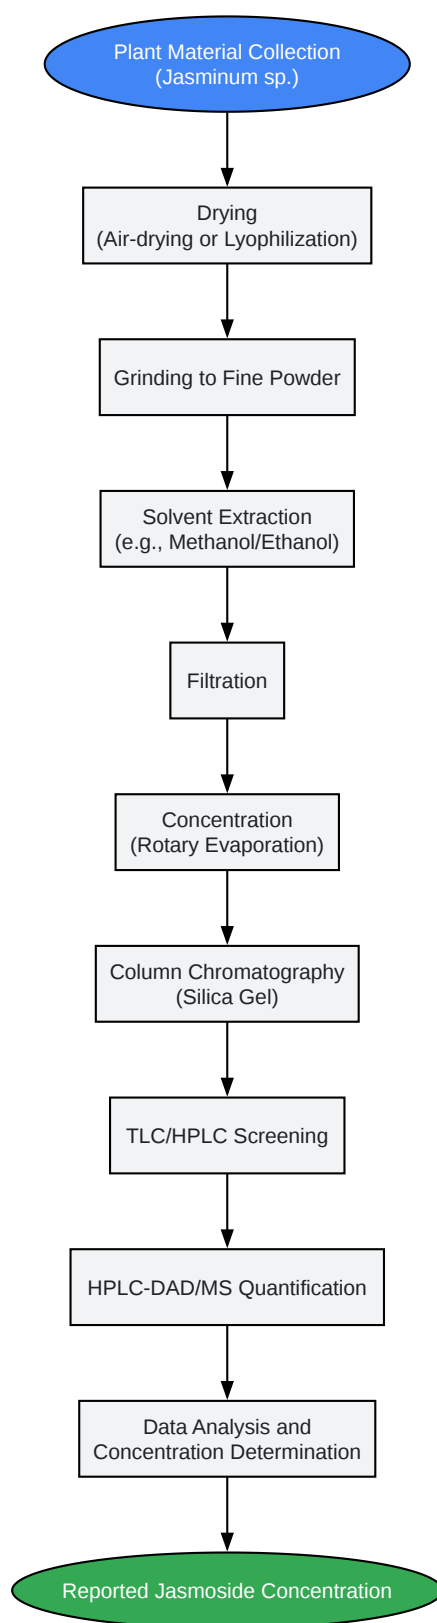 Plant Material Collection
(Jasminum sp.)
Drying
(Air-drying or Lyophilization)
Grinding to Fine Powder
Solvent Extraction
(e.g., Methanol/Ethanol)
Filtration
Concentration
(Rotary Evaporation)
Column Chromatography
(Silica Gel)
TLC/HPLC Screening
HPLC-DAD/MS Quantification
Data Analysis and
Concentration Determination
Reported Jasmoside Concentration